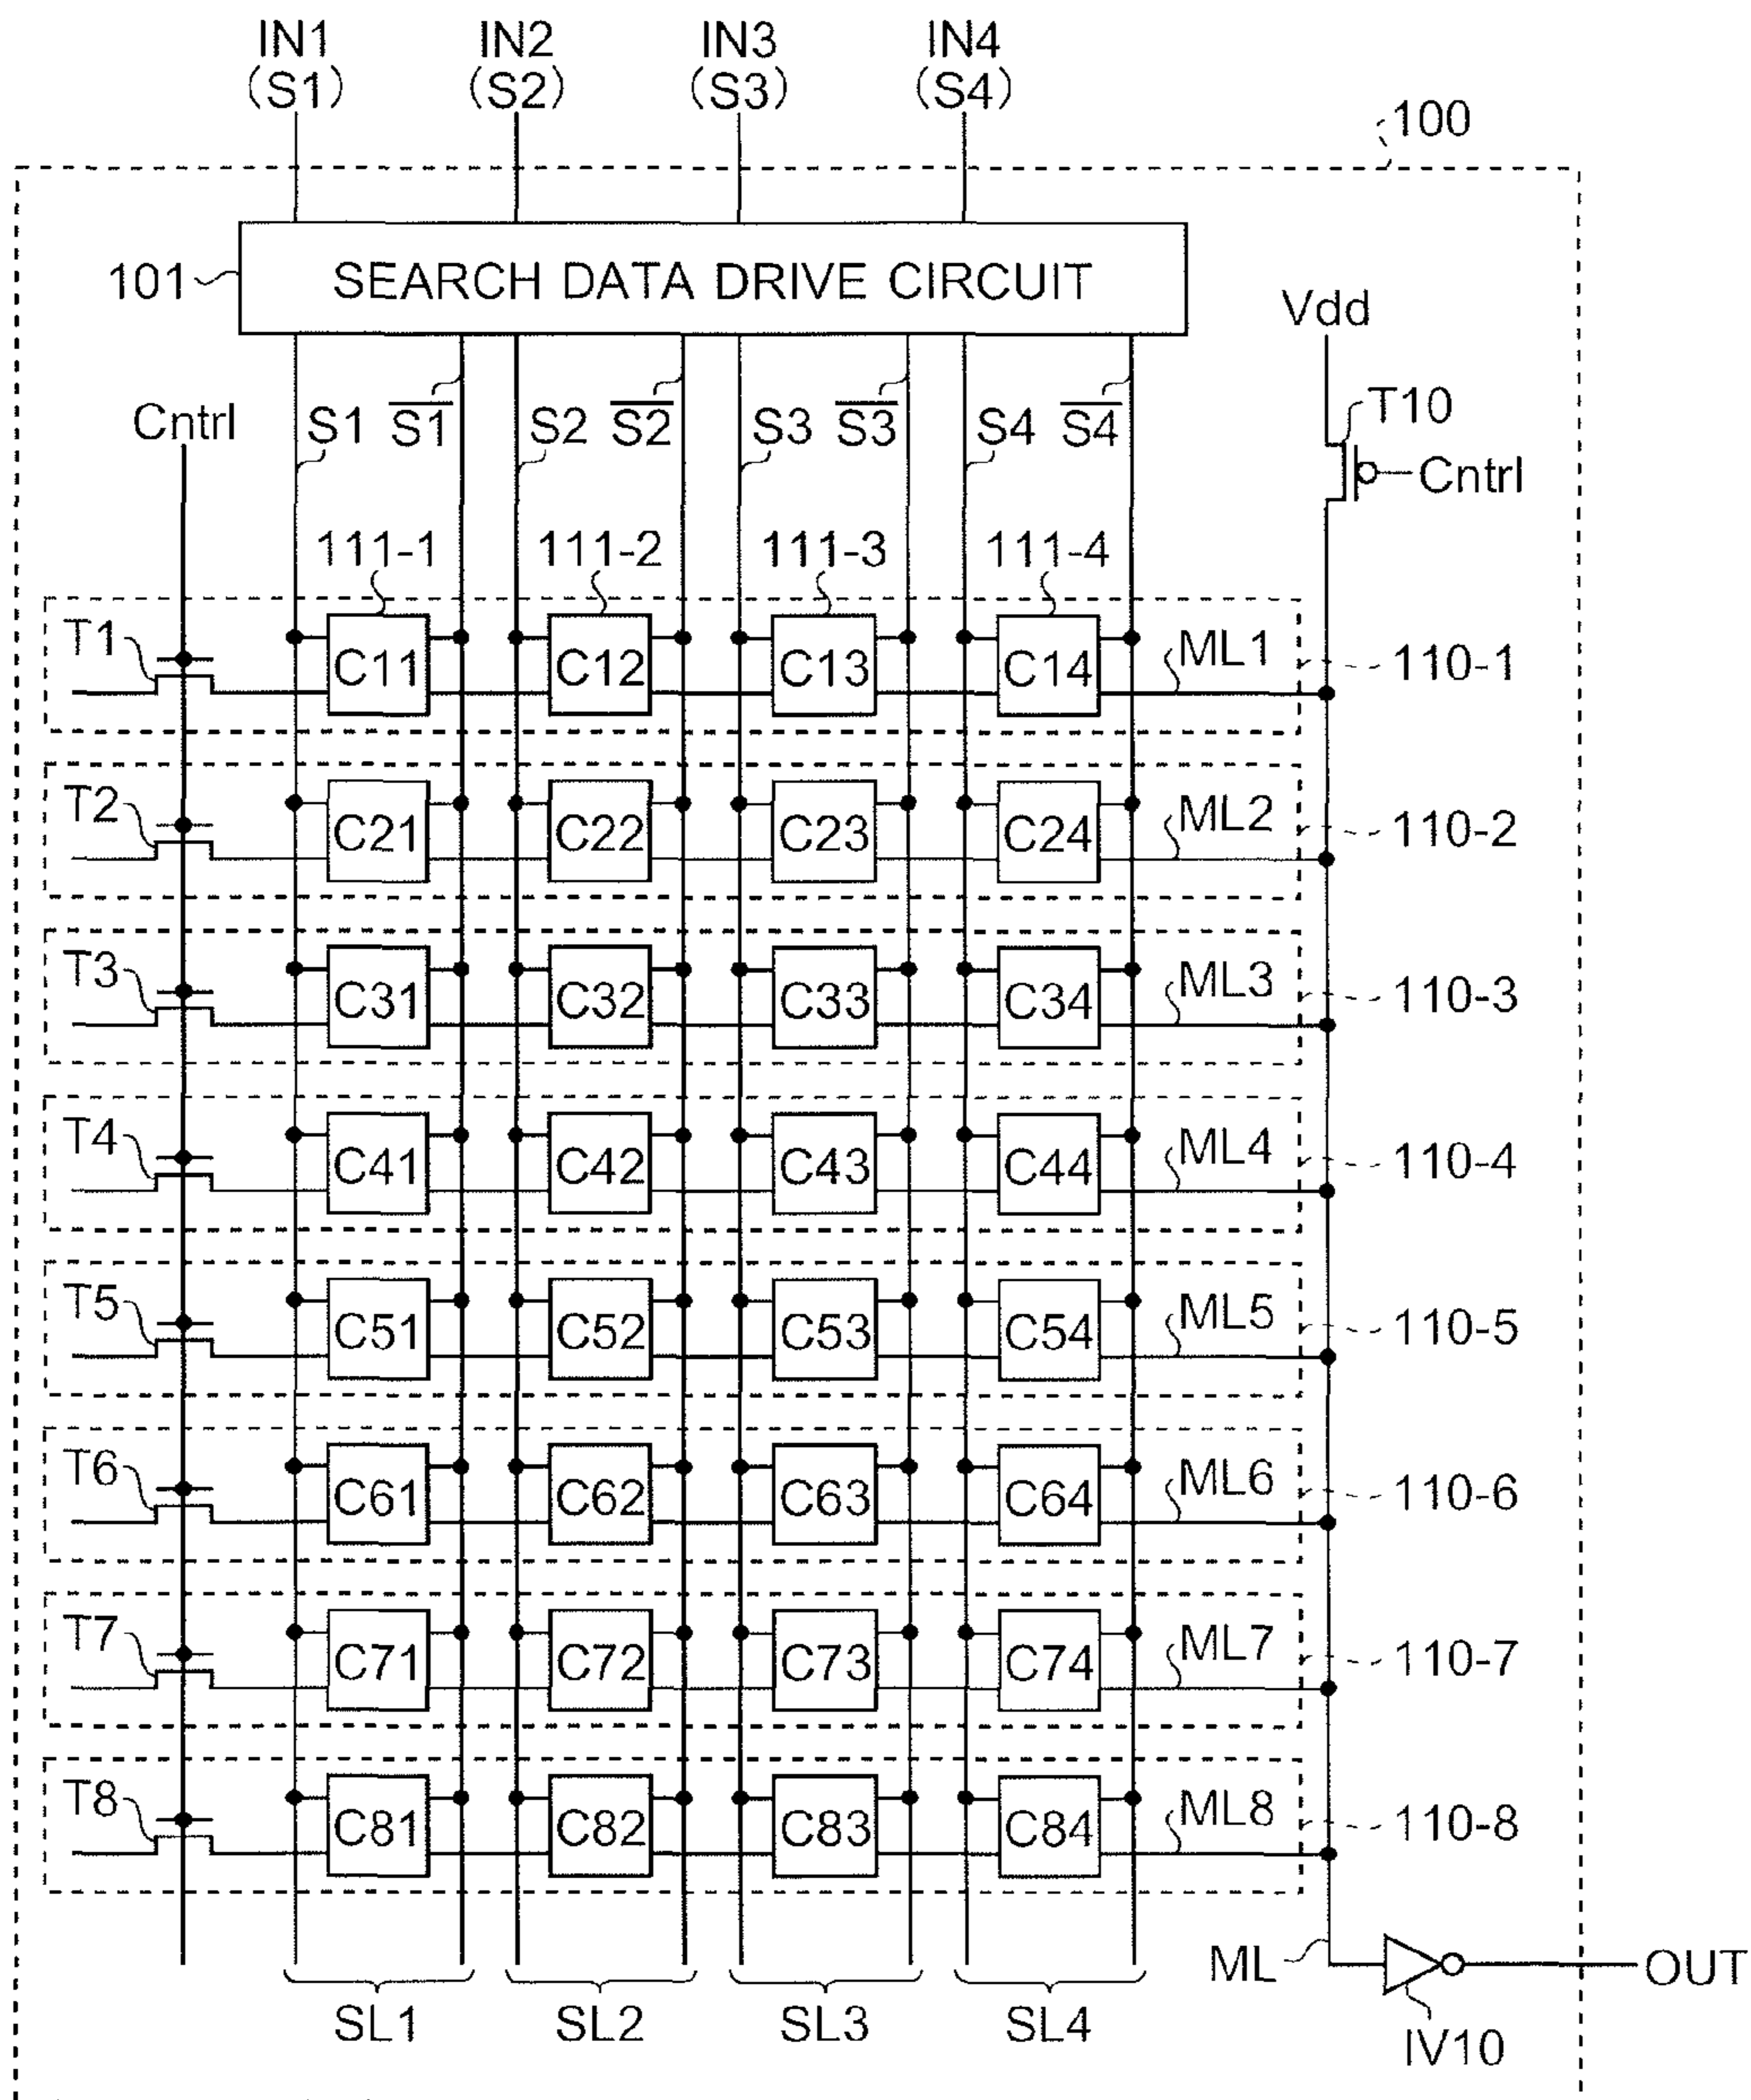 IN1 IN2 IN3 IN4
(S1) (S2) (S3) (S4)
100
101 SEARCH DATA DRIVE CIRCUIT
Vdd
T10
Cntrl S1 S̅1̅ S2 S̅2̅ S3 S̅3̅ S4 S̅4̅
Cntrl
111-1 111-2 111-3 111-4
T1 C11 C12 C13 C14 ML1 110-1
T2 C21 C22 C23 C24 ML2 110-2
T3 C31 C32 C33 C34 ML3 110-3
T4 C41 C42 C43 C44 ML4 110-4
T5 C51 C52 C53 C54 ML5 110-5
T6 C61 C62 C63 C64 ML6 110-6
T7 C71 C72 C73 C74 ML7 110-7
T8 C81 C82 C83 C84 ML8 110-8
ML OUT
SL1 SL2 SL3 SL4 IV10